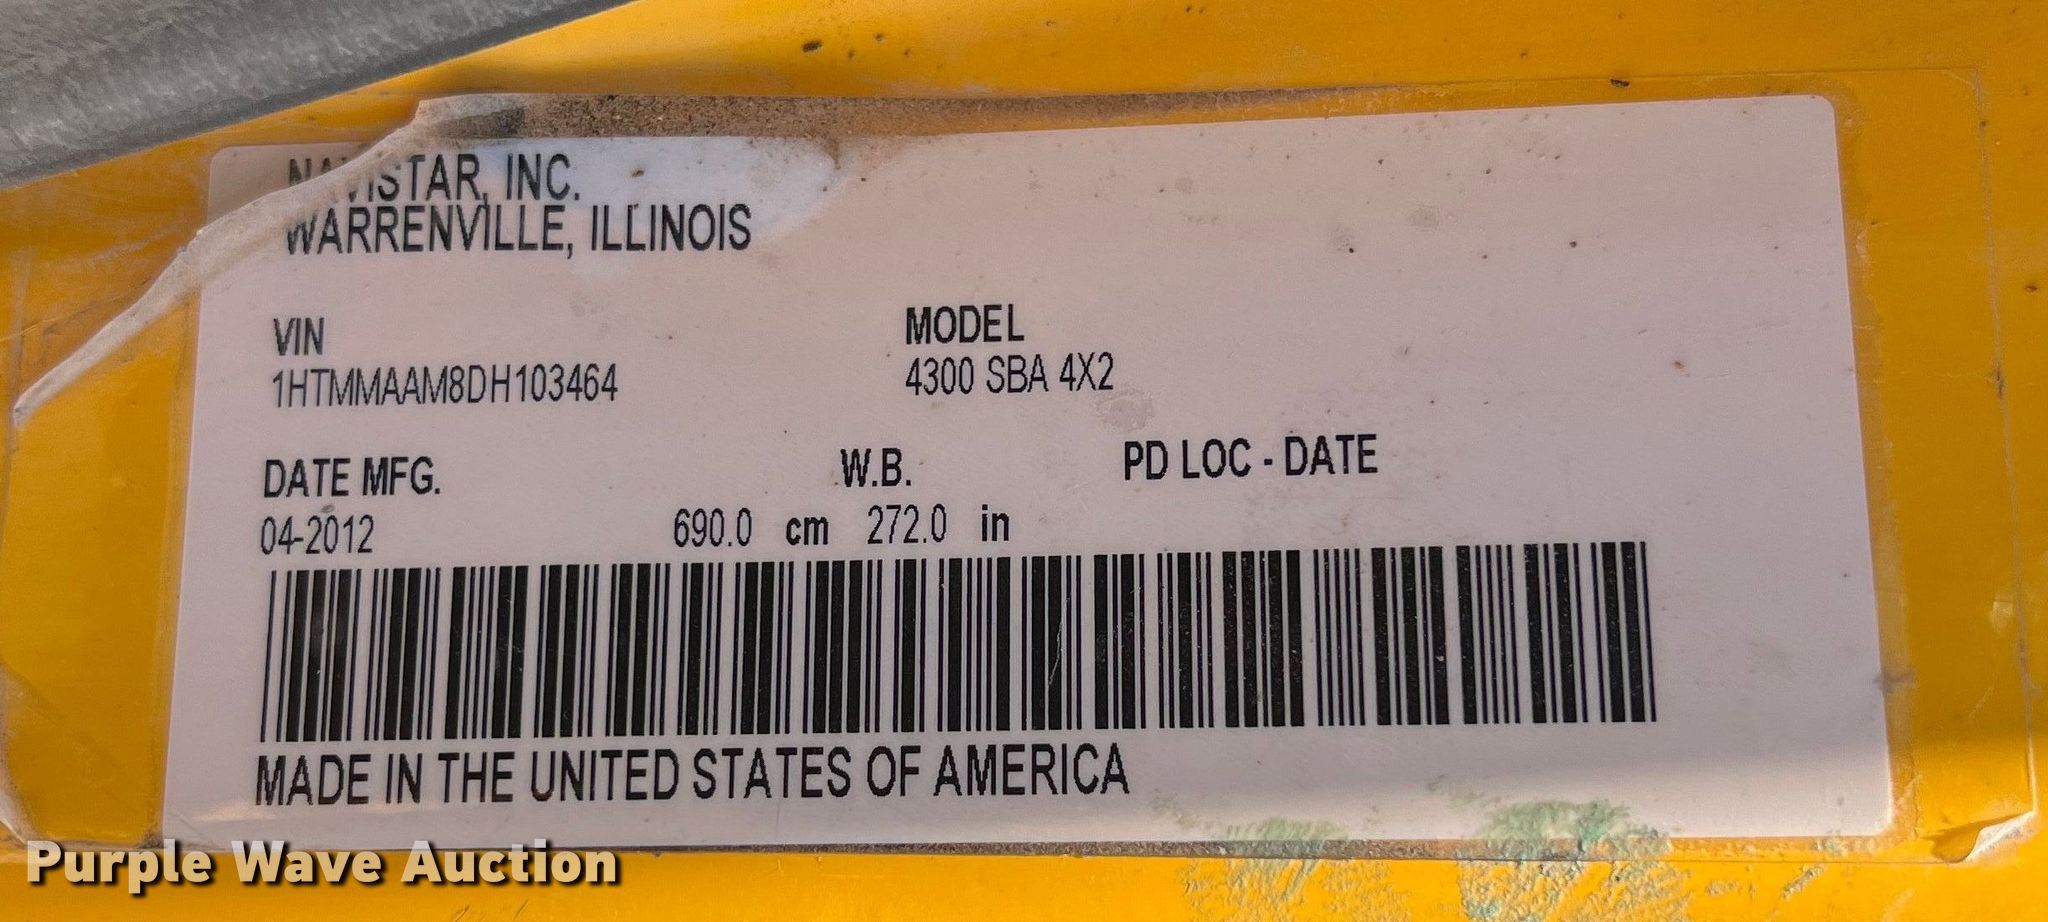 NAVISTAR, INC.
WARRENVILLE, ILLINOIS
VIN
1HTMMAAM8DH103464
MODEL
4300 SBA 4X2
DATE MFG.
04-2012
W.B.
690.0 cm 272.0 in
PD LOC - DATE
MADE IN THE UNITED STATES OF AMERICA
Purple Wave Auction